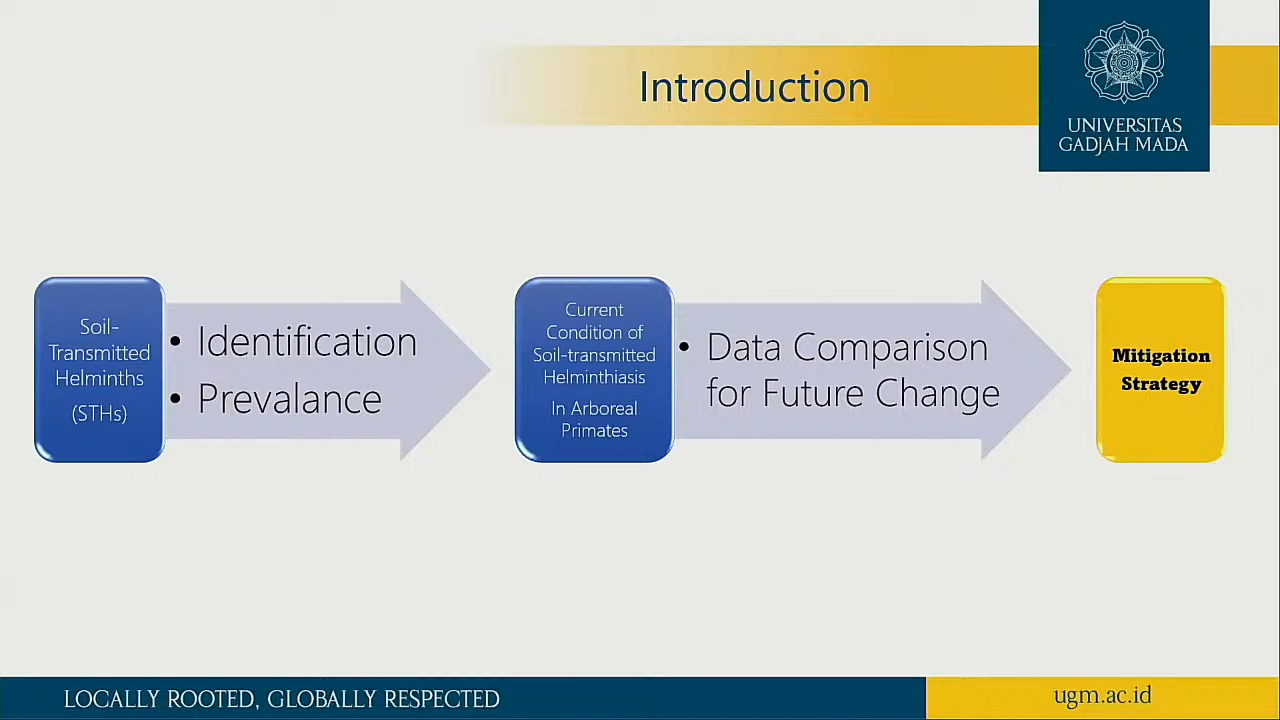 Introduction
UNIVERSITAS
GADJAH MADA
Soil-
Transmitted
Helminths
(STHs)
• Identification
• Prevalance
Current
Condition of
Soil-transmitted
Helminthiasis
In Arboreal
Primates
• Data Comparison
for Future Change
Mitigation
Strategy
LOCALLY ROOTED, GLOBALLY RESPECTED
ugm.ac.id